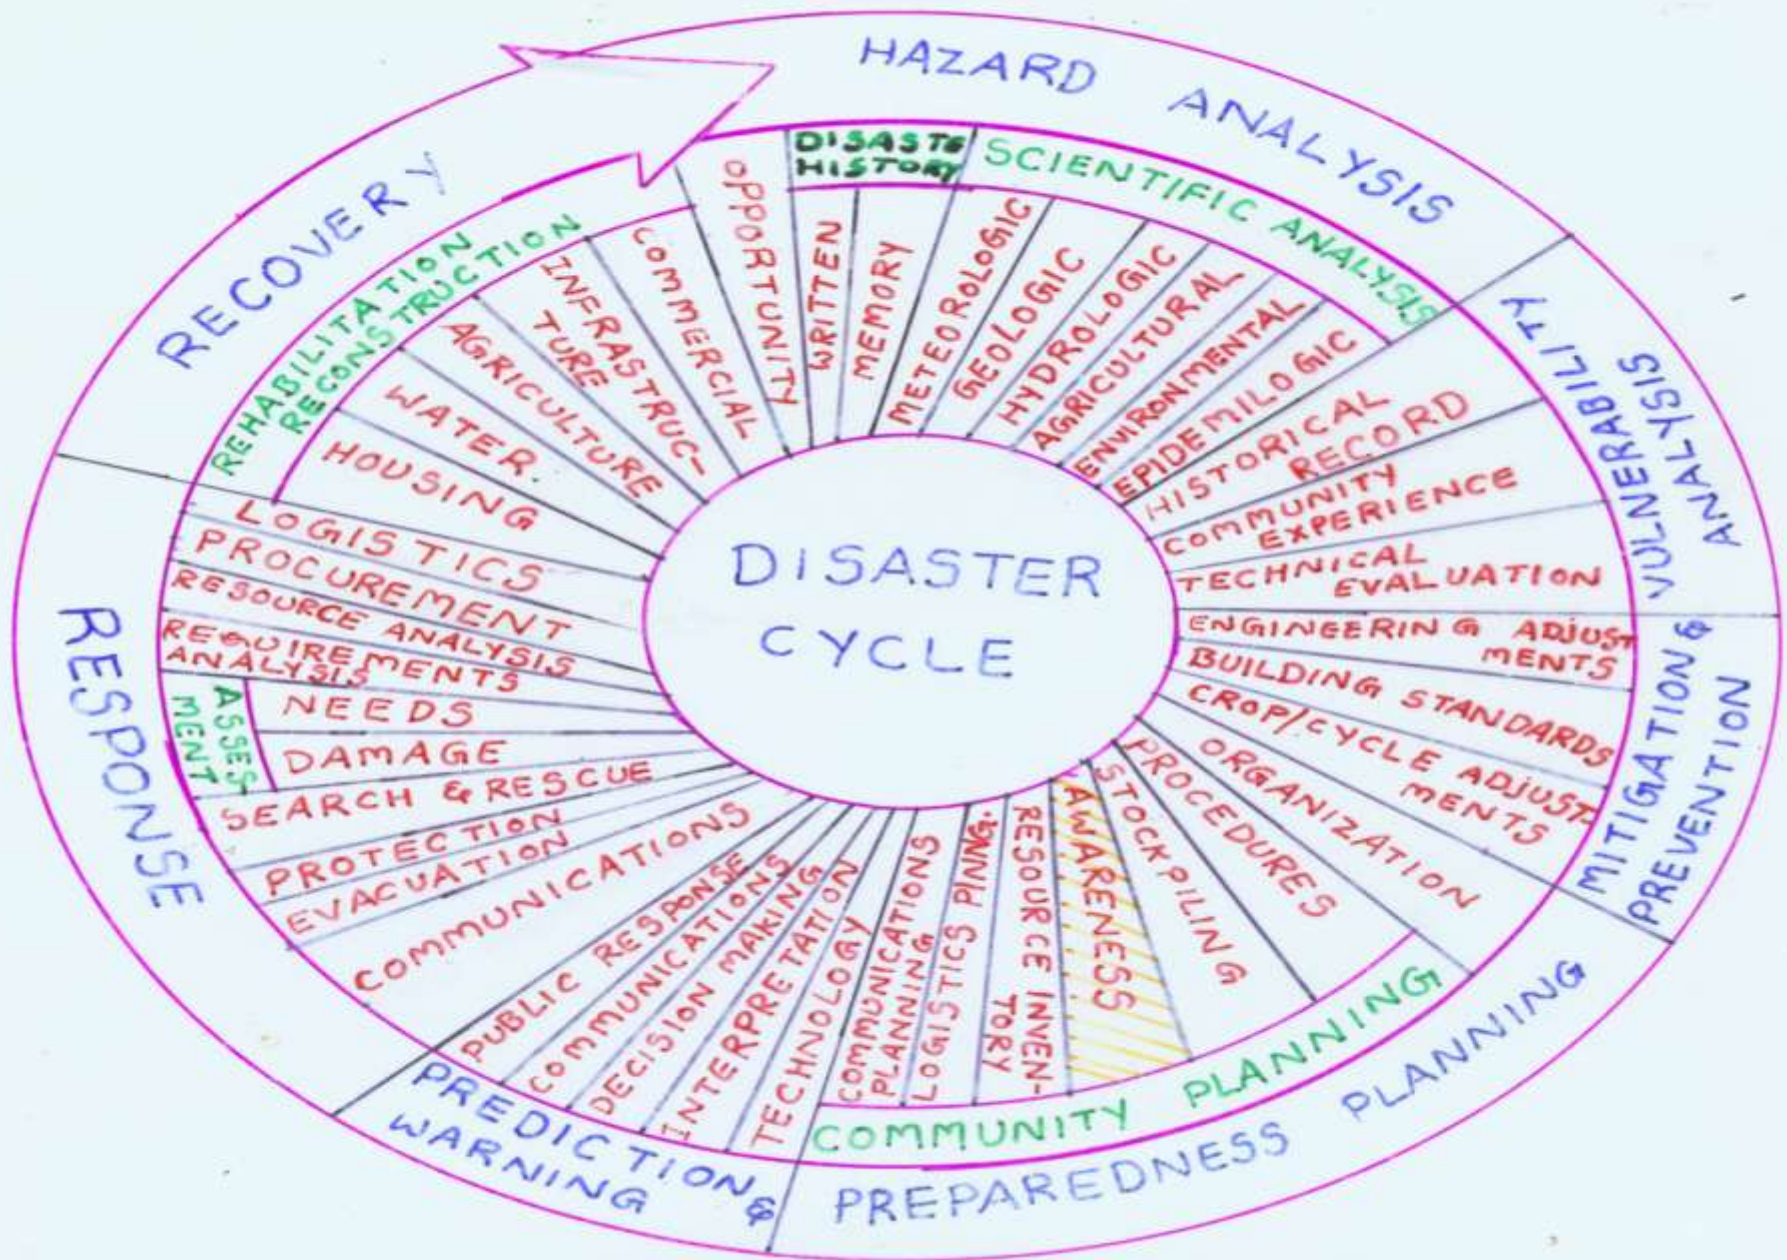 DISASTER
CYCLE
HAZARD ANALYSIS
DISASTE
HISTORY
WRITTEN
MEMORY
SCIENTIFIC ANALYSIS
METEOROLOGIC
GEOLOGIC
HYDROLOGIC
AGRICULTURAL
ENVIRONMENTAL
EPIDEMILOGIC
VULNERABILITY
ANALYSIS
HISTORICAL
RECORD
COMMUNITY
EXPERIENCE
TECHNICAL
EVALUATION
MITIGATION &
PREVENTION
ENGINEERING ADJUST
MENTS
BUILDING STANDARDS
CROP/CYCLE ADJUST-
MENTS
PREPAREDNESS PLANNING
ORGANIZATION
COMMUNITY PLANNING
PROCEDURES
STOCKPILING
AWARENESS
RESOURCE INVEN-
TORY
LOGISTICS PINNG.
COMMUNICATIONS
PLANNING
PREDICTION &
WARNING
TECHNOLOGY
INTERPRETATION
DECISION MAKING
COMMUNICATIONS
PUBLIC RESPONSE
RESPONSE
COMMUNICATIONS
EVACUATION
PROTECTION
SEARCH & RESCUE
ASSES
MENT
DAMAGE
NEEDS
REQUIREMENTS
ANALYSIS
RESOURCE ANALYSIS
PROCUREMENT
LOGISTICS
RECOVERY
REHABILITATION
RECONSTRUCTION
HOUSING
WATER.
AGRICULTURE
INFRASTRUC-
TURE
COMMERCIAL
OPPORTUNITY